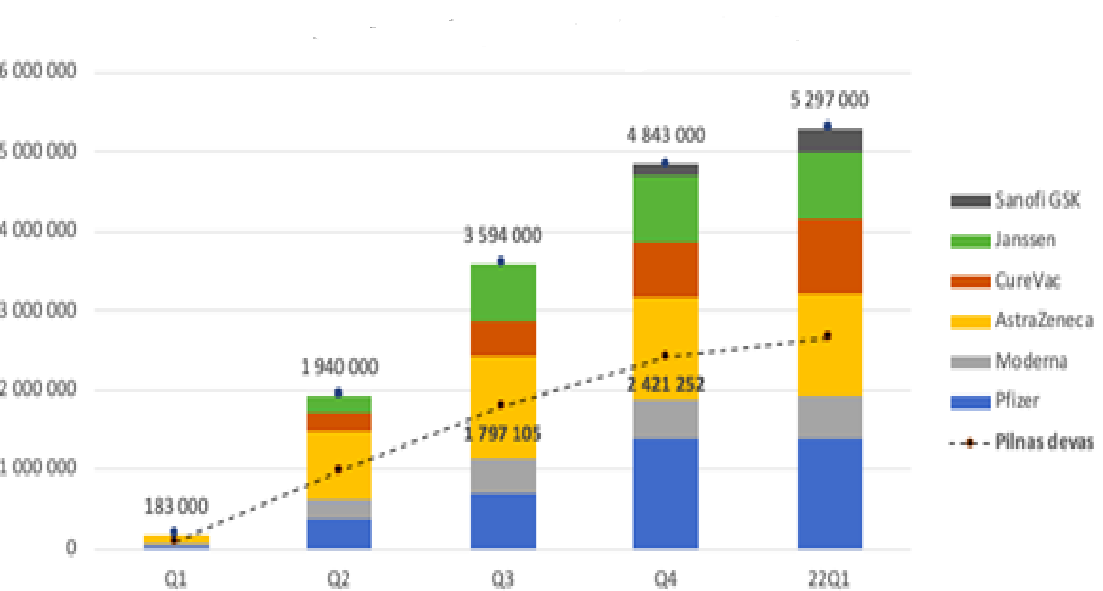 6 000 000
5 000 000
4 000 000
3 000 000
2 000 000
1 000 000
0
183 000
1 940 000
3 594 000
4 843 000
5 297 000
1 797 105
2 421 252
Q1
Q2
Q3
Q4
22Q1
Sanofi GSK
Janssen
CureVac
AstraZeneca
Moderna
Pfizer
Pilnas devas